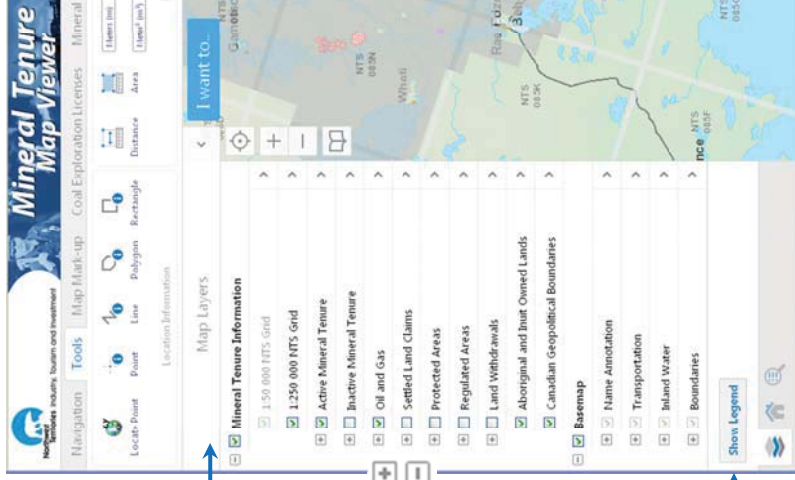 Northwest
Territories Industry, Tourism and Investment
Mineral Tenure
Map Viewer
Navigation
Tools
Map Mark-up
Coal Exploration Licenses
Mineral
Point
Line
Polygon
Rectangle
Distance
Area
Location Information
Map Layers
I want to...
Mineral Tenure Information
1:50 000 NTS Grid
1:250 000 NTS Grid
Active Mineral Tenure
Inactive Mineral Tenure
Oil and Gas
Settled Land Claims
Protected Areas
Regulated Areas
Land Withdrawals
Aboriginal and Inuit Owned Lands
Canadian Geopolitical Boundaries
Basemap
Name Annotation
Transportation
Inland Water
Boundaries
Show Legend
NTS
085N
Whati
NTS
085K
NTS
085F
nce